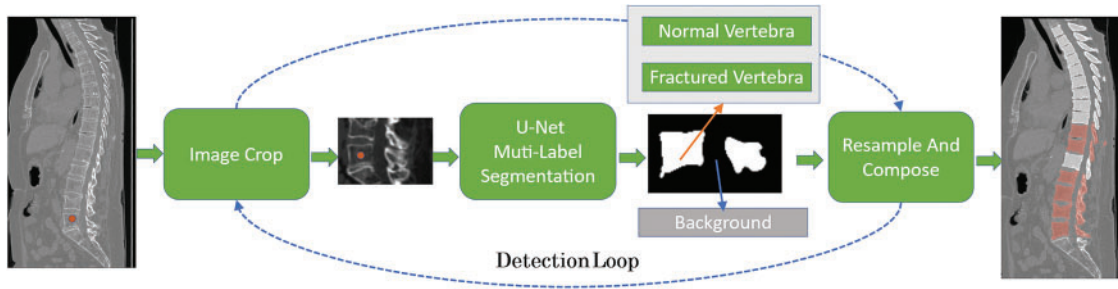 Normal Vertebra
Fractured Vertebra
Image Crop
U-Net
Muti-Label
Segmentation
Resample And
Compose
Background
Detection Loop